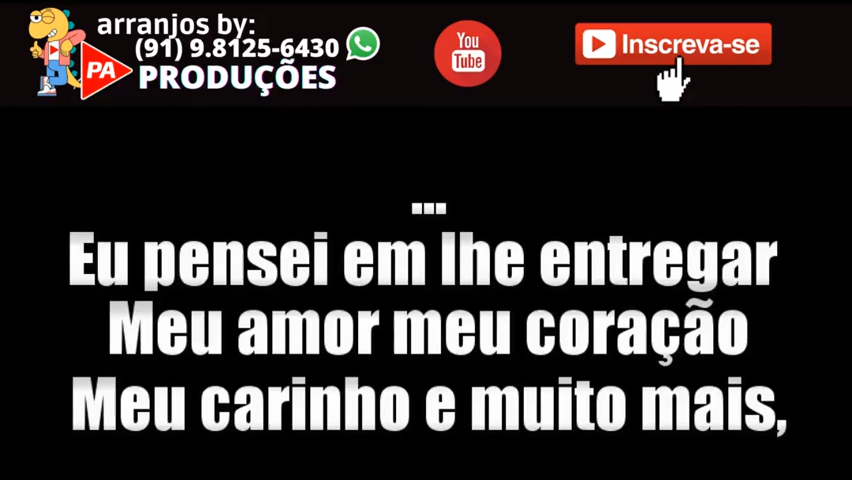 arranjos by:
(91) 9.8125-6430
PA
PRODUÇÕES
You
Tube
Inscreva-se
...
Eu pensei em lhe entregar
Meu amor meu coração
Meu carinho e muito mais,